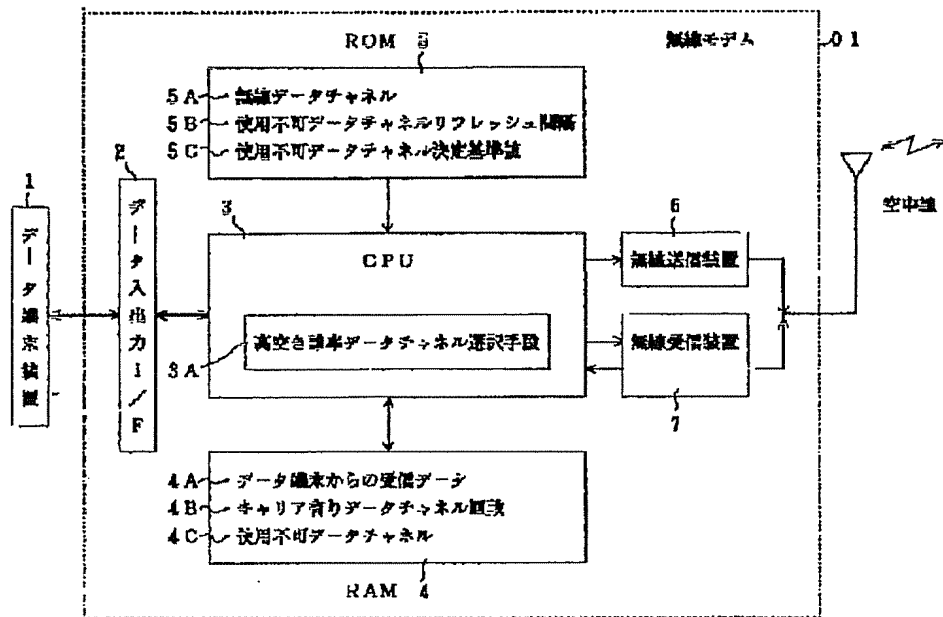 ROM 5
無線モデム
01
5A 無線データチャネル
5B 使用不可データチャネルリフレッシュ間隔
5C 使用不可データチャネル決定基準値
1
データ端末装置
2
データ入出力I/F
3
CPU
3A 高空き確率データチャネル選択手段
6
無線送信装置
無線受信装置
7
空中線
4A データ端末からの受信データ
4B キャリア有りデータチャネル回数
4C 使用不可データチャネル
RAM 4